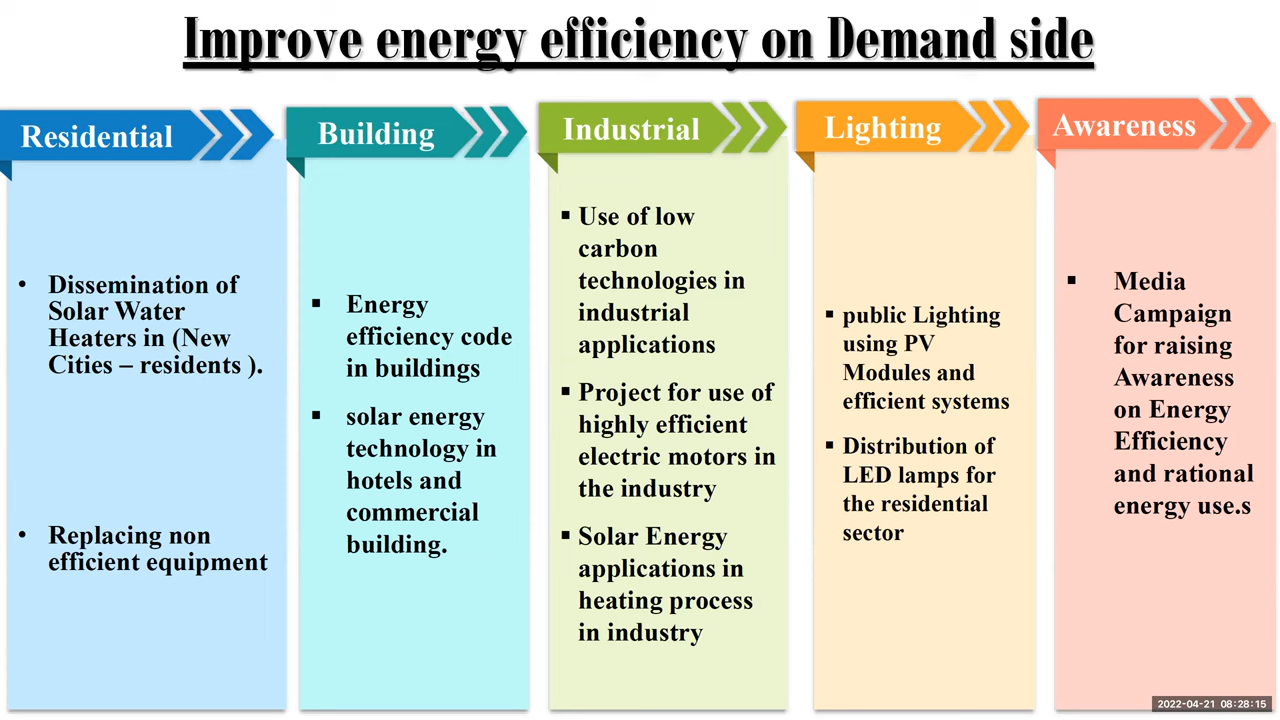 Improve energy efficiency on Demand side
Residential
• Dissemination of
Solar Water
Heaters in (New
Cities – residents ).
• Replacing non
efficient equipment
Building
▪ Energy
efficiency code
in buildings
▪ solar energy
technology in
hotels and
commercial
building.
Industrial
▪ Use of low
carbon
technologies in
industrial
applications
▪ Project for use of
highly efficient
electric motors in
the industry
▪ Solar Energy
applications in
heating process
in industry
Lighting
▪ public Lighting
using PV
Modules and
efficient systems
▪ Distribution of
LED lamps for
the residential
sector
Awareness
▪ Media
Campaign
for raising
Awareness
on Energy
Efficiency
and rational
energy use.s
2022-04-21 08:28:15